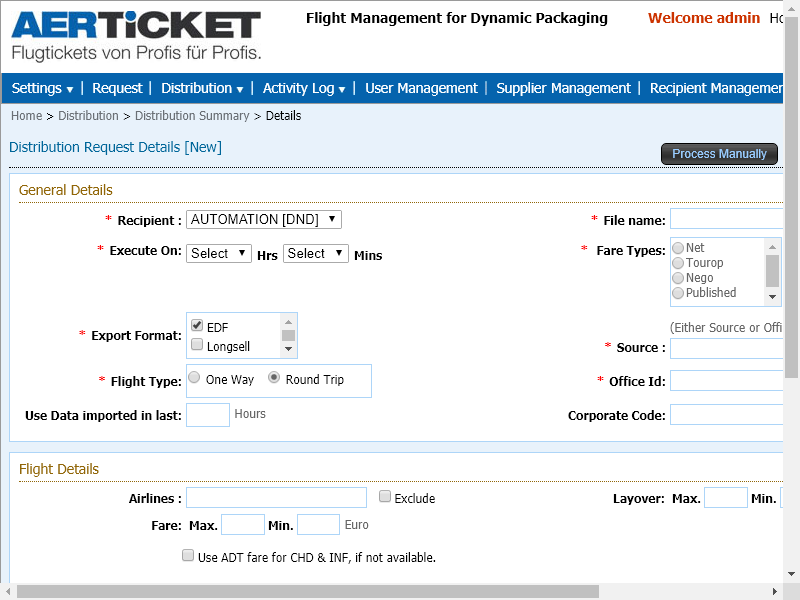 AERTICKET
Flugtickets von Profis für Profis.
Flight Management for Dynamic Packaging
Welcome admin
Settings | Request | Distribution | Activity Log | User Management | Supplier Management | Recipient Managemen
Home > Distribution > Distribution Summary > Details
Distribution Request Details [New]
Process Manually
General Details
* Recipient : AUTOMATION [DND]
* File name:
* Execute On: Select Hrs Select Mins
* Fare Types:
Net
Tourop
Nego
Published
* Export Format:
EDF
Longsell
(Either Source or Offi
* Source :
* Flight Type: One Way Round Trip
* Office Id:
Use Data imported in last: Hours
Corporate Code:
Flight Details
Airlines : Exclude
Layover: Max. Min.
Fare: Max. Min. Euro
Use ADT fare for CHD & INF, if not available.